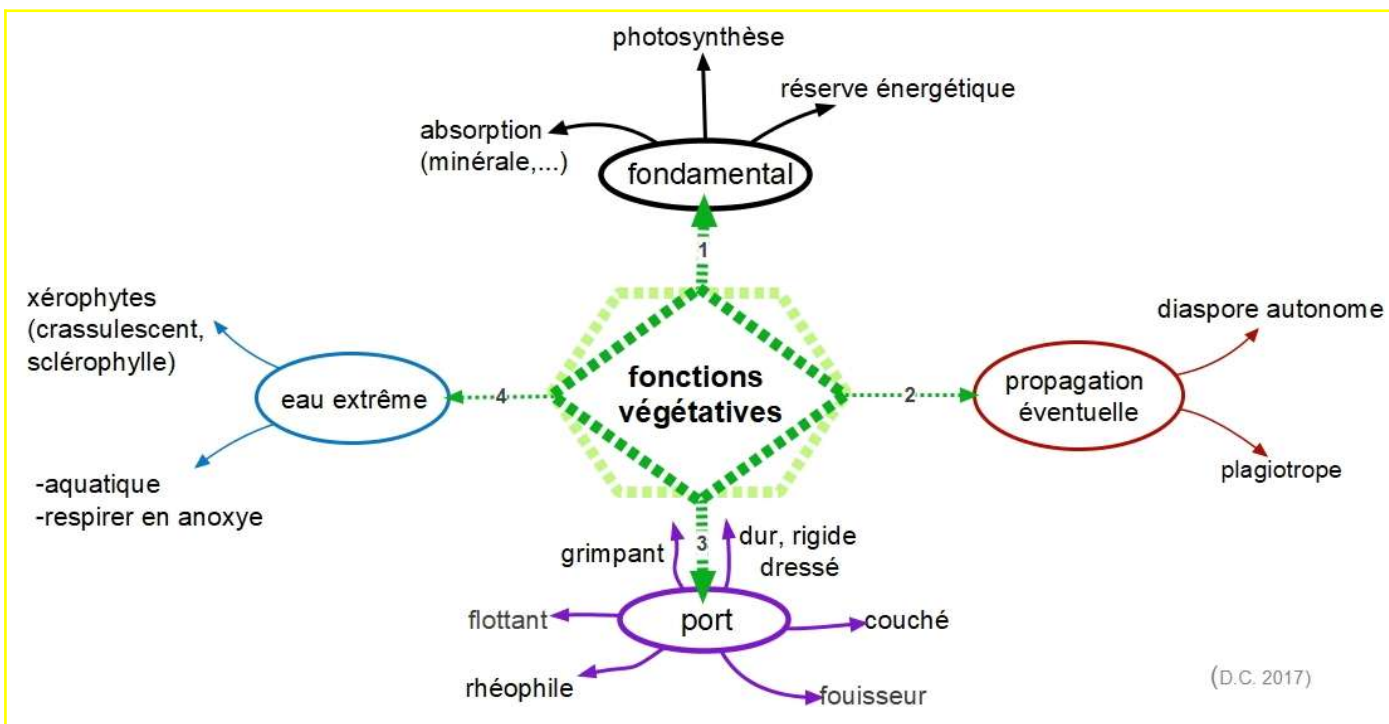 photosynthèse
réserve énergétique
absorption
(minérale,...)
fondamental
1
xérophytes
(crassulescent,
sclérophylle)
eau extrême
4
-aquatique
-respirer en anoxye
fonctions
végétatives
2
propagation
éventuelle
diaspore autonome
plagiotrope
3
grimpant
dur, rigide
dressé
flottant
port
couché
rhéophile
fouisseur
(D.C. 2017)